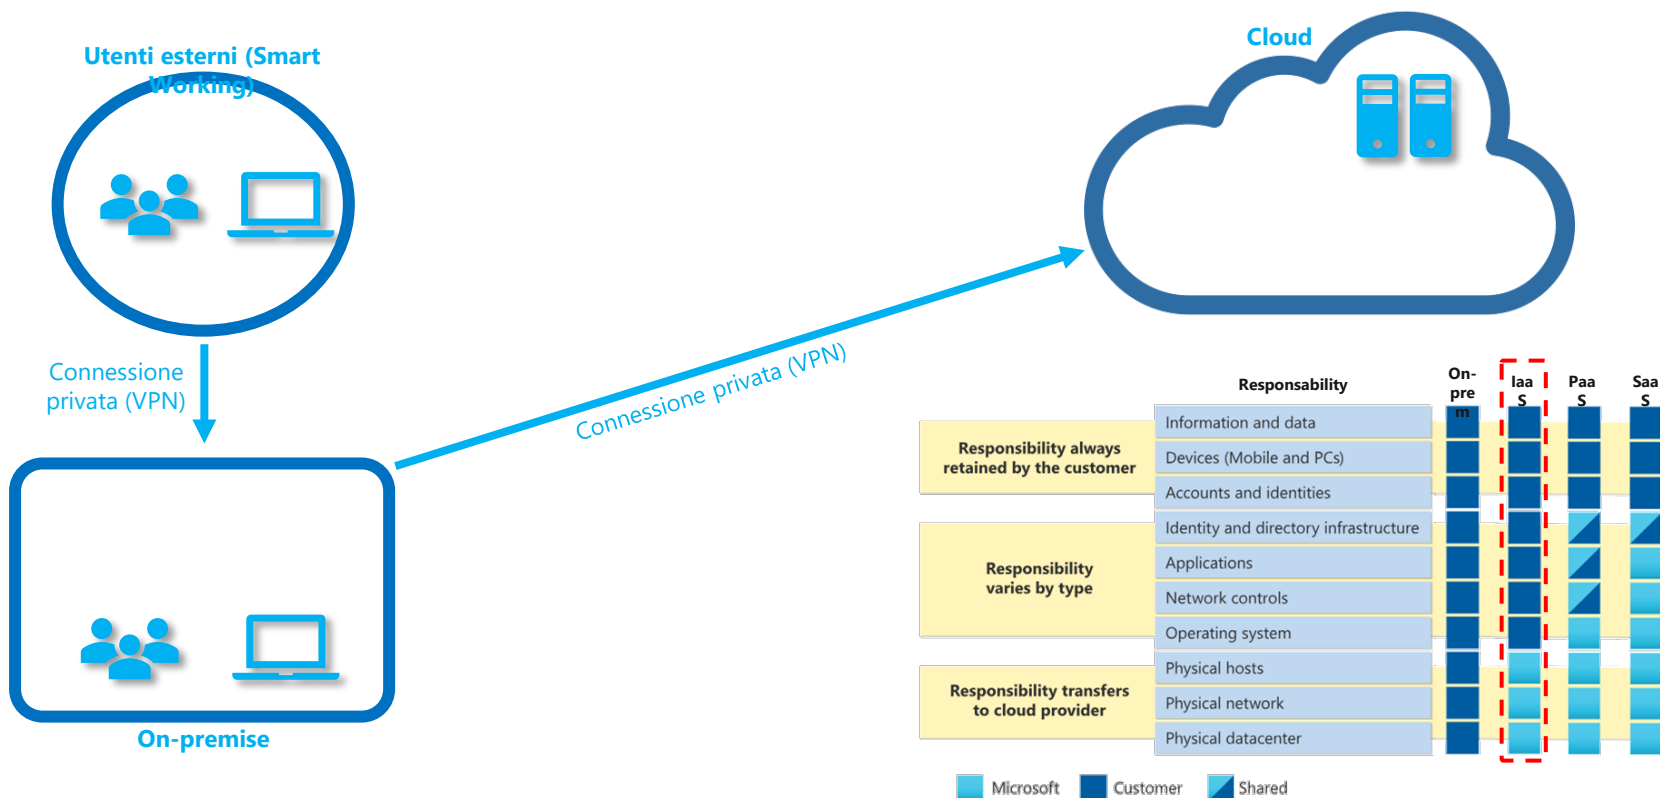 Utenti esterni (Smart
Working)
Cloud
Connessione
privata (VPN)
Connessione privata (VPN)
On-premise
Responsability
On-
pre
m
Iaa
S
Paa
S
Saa
S
Responsibility always
retained by the customer
Information and data
Devices (Mobile and PCs)
Accounts and identities
Responsibility
varies by type
Identity and directory infrastructure
Applications
Network controls
Operating system
Responsibility transfers
to cloud provider
Physical hosts
Physical network
Physical datacenter
Microsoft
Customer
Shared